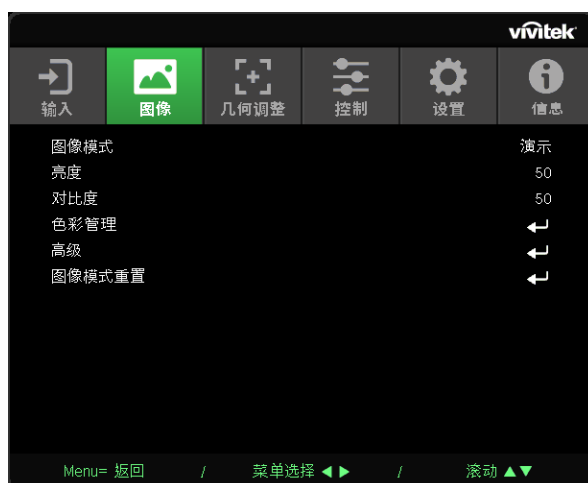 vivitek
输入 图像 几何调整 控制 设置 信息
图像模式 演示
亮度 50
对比度 50
色彩管理
高级
图像模式重置
Menu= 返回 / 菜单选择 ◀ ▶ / 滚动 ▲▼